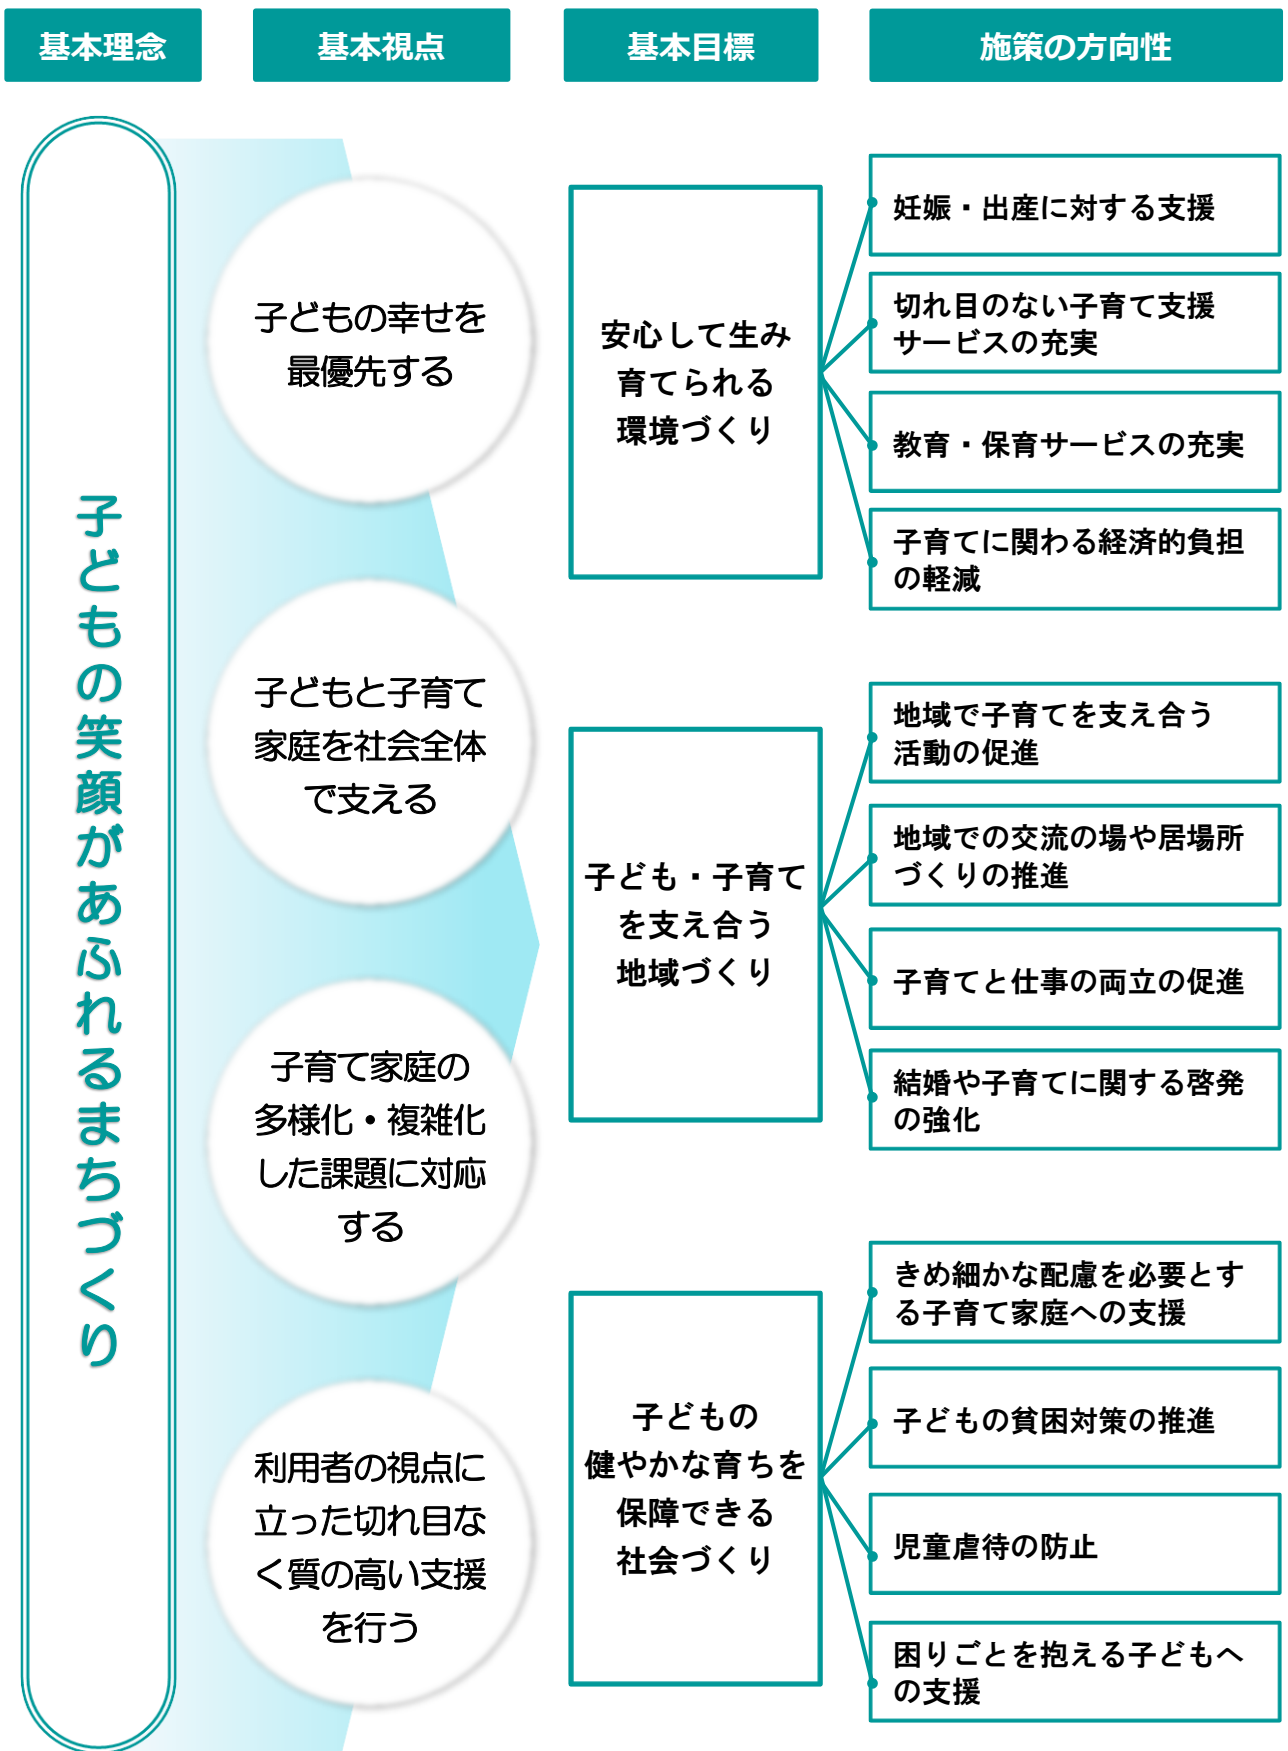 基本理念
基本視点
基本目標
施策の方向性
子どもの笑顔があふれるまちづくり
子どもの幸せを
最優先する
子どもと子育て
家庭を社会全体
で支える
子育て家庭の
多様化・複雑化
した課題に対応
する
利用者の視点に
立った切れ目な
く質の高い支援
を行う
安心して生み
育てられる
環境づくり
妊娠・出産に対する支援
切れ目のない子育て支援
サービスの充実
教育・保育サービスの充実
子育てに関わる経済的負担
の軽減
子ども・子育て
を支え合う
地域づくり
地域で子育てを支え合う
活動の促進
地域での交流の場や居場所
づくりの推進
子育てと仕事の両立の促進
結婚や子育てに関する啓発
の強化
子どもの
健やかな育ちを
保障できる
社会づくり
きめ細かな配慮を必要とす
る子育て家庭への支援
子どもの貧困対策の推進
児童虐待の防止
困りごとを抱える子どもへ
の支援